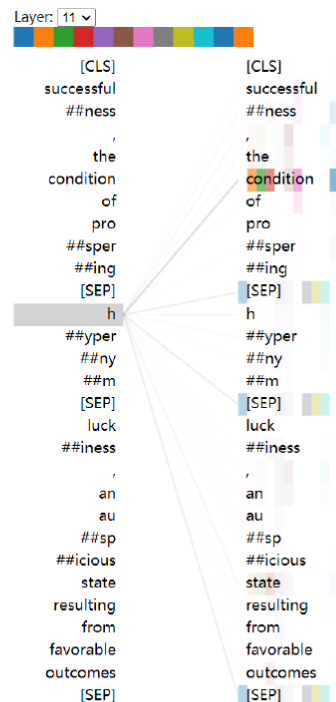 Layer: 11
[CLS] [CLS]
successful successful
##ness ##ness
, ,
the the
condition condition
of of
pro pro
##sper ##sper
##ing ##ing
[SEP] [SEP]
h h
##yper ##yper
##ny ##ny
##m ##m
[SEP] [SEP]
luck luck
##iness ##iness
, ,
an an
au au
##sp ##sp
##icious ##icious
state state
resulting resulting
from from
favorable favorable
outcomes outcomes
[SEP] [SEP]